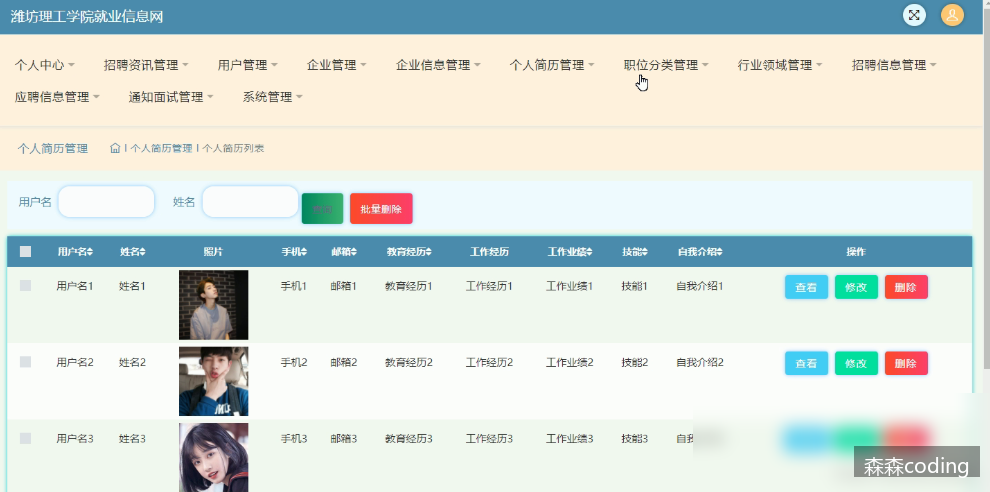 潍坊理工学院就业信息网
个人中心 招聘资讯管理 用户管理 企业管理 企业信息管理 个人简历管理 职位分类管理 行业领域管理 招聘信息管理
应聘信息管理 通知面试管理 系统管理
个人简历管理 | 个人简历管理 | 个人简历列表
用户名 姓名 批量删除
用户名 姓名 照片 手机 邮箱 教育经历 工作经历 工作业绩 技能 自我介绍 操作
用户名1 姓名1 手机1 邮箱1 教育经历1 工作经历1 工作业绩1 技能1 自我介绍1 查看 修改 删除
用户名2 姓名2 手机2 邮箱2 教育经历2 工作经历2 工作业绩2 技能2 自我介绍2 查看 修改 删除
用户名3 姓名3 手机3 邮箱3 教育经历3 工作经历3 工作业绩3 技能3 自我
森森coding